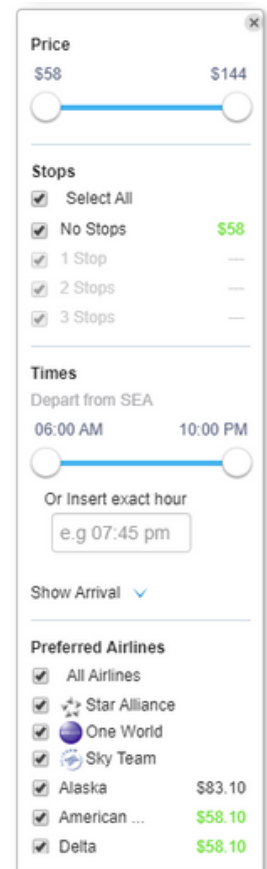 Price
$58 $144
Stops
Select All
No Stops $58
1 Stop ---
2 Stops ---
3 Stops ---
Times
Depart from SEA
06:00 AM 10:00 PM
Or Insert exact hour
e.g 07:45 pm
Show Arrival
Preferred Airlines
All Airlines
Star Alliance
One World
Sky Team
Alaska $83.10
American ... $58.10
Delta $58.10